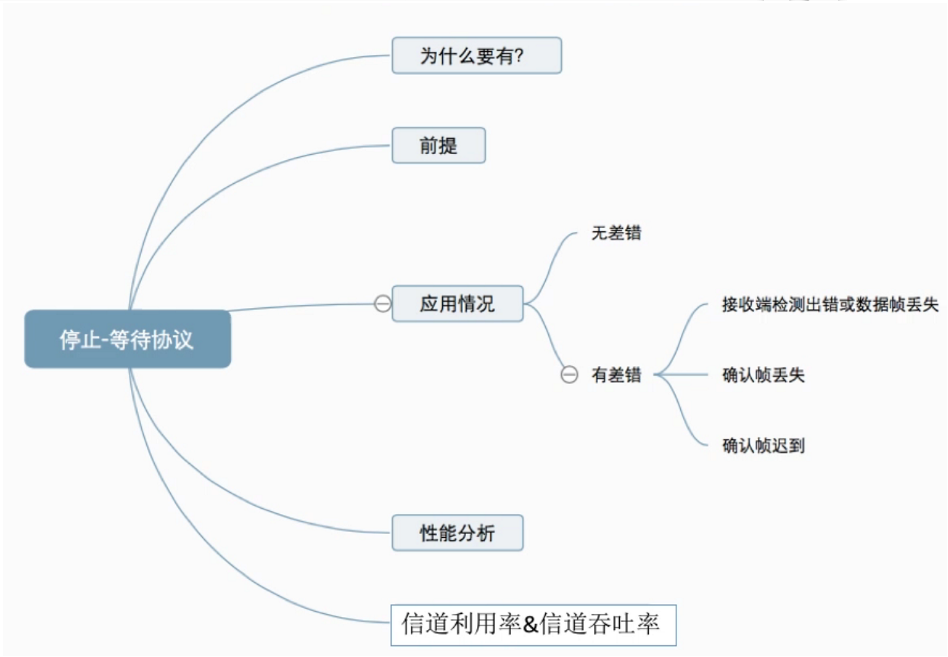 为什么要有?
前提
无差错
应用情况
接收端检测出错或数据帧丢失
停止-等待协议
有差错
确认帧丢失
确认帧迟到
性能分析
信道利用率&信道吞吐率